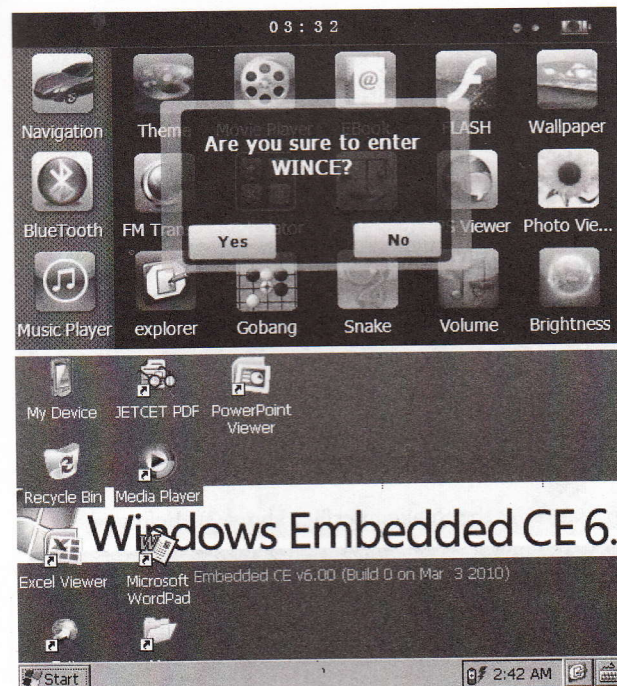 03:32
Navigation Theme Movie Player EBook FLASH Wallpaper
Are you sure to enter
WINCE?
BlueTooth FM Tran Viewer Photo Vie...
Yes No
Music Player explorer Gobang Snake Volume Brightness
My Device JETCET PDF PowerPoint
Viewer
Recycle Bin Media Player
Windows Embedded CE 6.
Excel Viewer Microsoft
WordPad
Embedded CE v6.00 (Build 0 on Mar 3 2010)
Start 2:42 AM